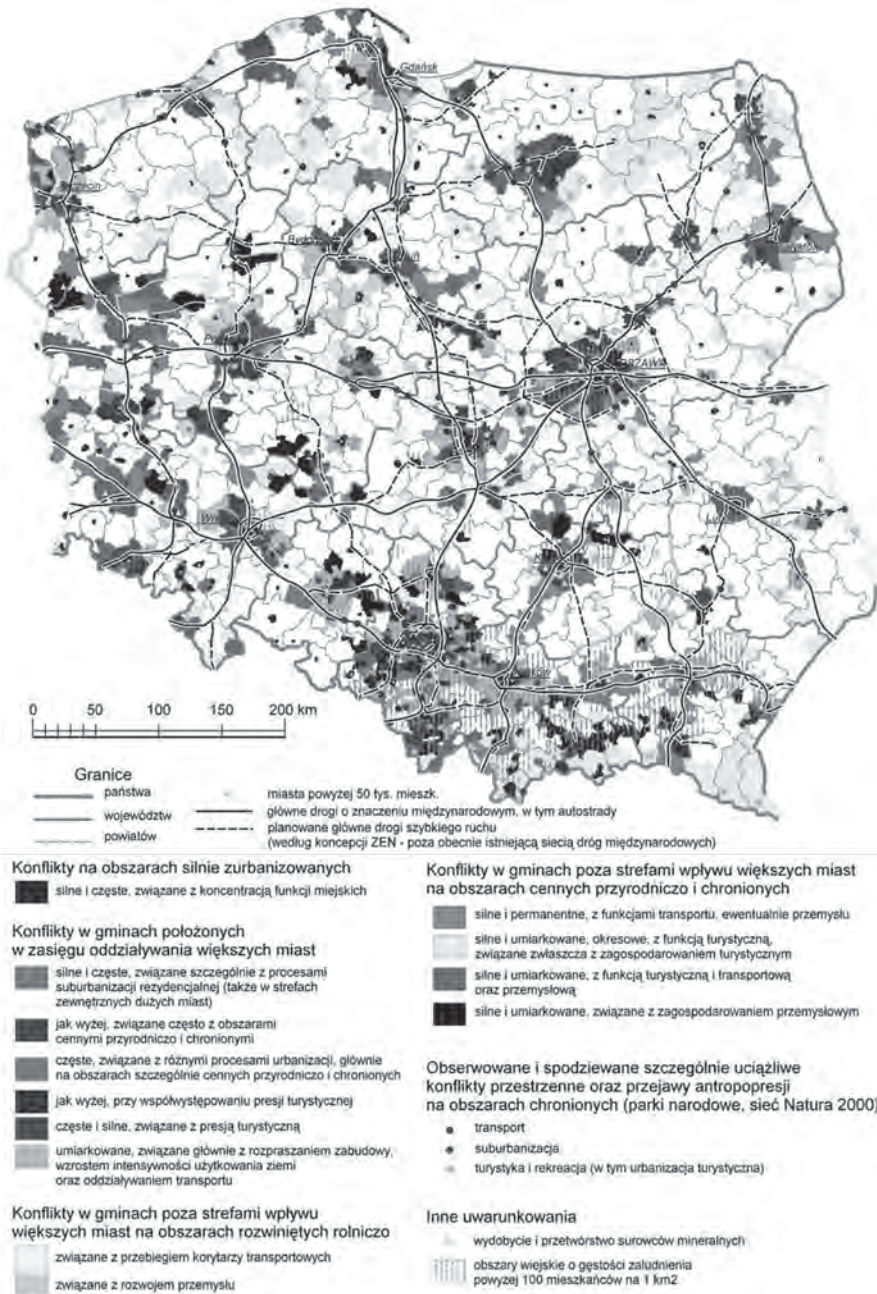 Gdańsk
0 50 100 150 200 km
Granice
państwa
województw
powiatów
miasta powyżej 50 tys. mieszk.
główne drogi o znaczeniu międzynarodowym, w tym autostrady
planowane główne drogi szybkiego ruchu
(według koncepcji ZEN - poza obecnie istniejącą siecią dróg międzynarodowych)
Konflikty na obszarach silnie zurbanizowanych
silne i częste, związane z koncentracją funkcji miejskich
Konflikty w gminach położonych
w zasięgu oddziaływania większych miast
silne i częste, związane szczególnie z procesami
suburbanizacji rezydencjalnej (także w strefach
zewnętrznych dużych miast)
jak wyżej, związane często z obszarami
cennymi przyrodniczo i chronionymi
częste, związane z różnymi procesami urbanizacji, głównie
na obszarach szczególnie cennych przyrodniczo i chronionych
jak wyżej, przy współwystępowaniu presji turystycznej
częste i silne, związane z presją turystyczną
umiarkowane, związane głównie z rozpraszaniem zabudowy,
wzrostem intensywności użytkowania ziemi
oraz oddziaływaniem transportu
Konflikty w gminach poza strefami wpływu
większych miast na obszarach rozwiniętych rolniczo
związane z przebiegiem korytarzy transportowych
związane z rozwojem przemysłu
Konflikty w gminach poza strefami wpływu większych miast
na obszarach cennych przyrodniczo i chronionych
silne i permanentne, z funkcjami transportu, ewentualnie przemysłu
silne i umiarkowane, okresowe, z funkcją turystyczną,
związane zwłaszcza z zagospodarowaniem turystycznym
silne i umiarkowane, z funkcją turystyczną i transportową
oraz przemysłową
silne i umiarkowane, związane z zagospodarowaniem przemysłowym
Obserwowane i spodziewane szczególnie uciążliwe
konflikty przestrzenne oraz przejawy antropopresji
na obszarach chronionych (parki narodowe, sieć Natura 2000)
transport
suburbanizacja
turystyka i rekreacja (w tym urbanizacja turystyczna)
Inne uwarunkowania
wydobycie i przetwórstwo surowców mineralnych
obszary wiejskie o gęstości zaludnienia
powyżej 100 mieszkańców na 1 km2